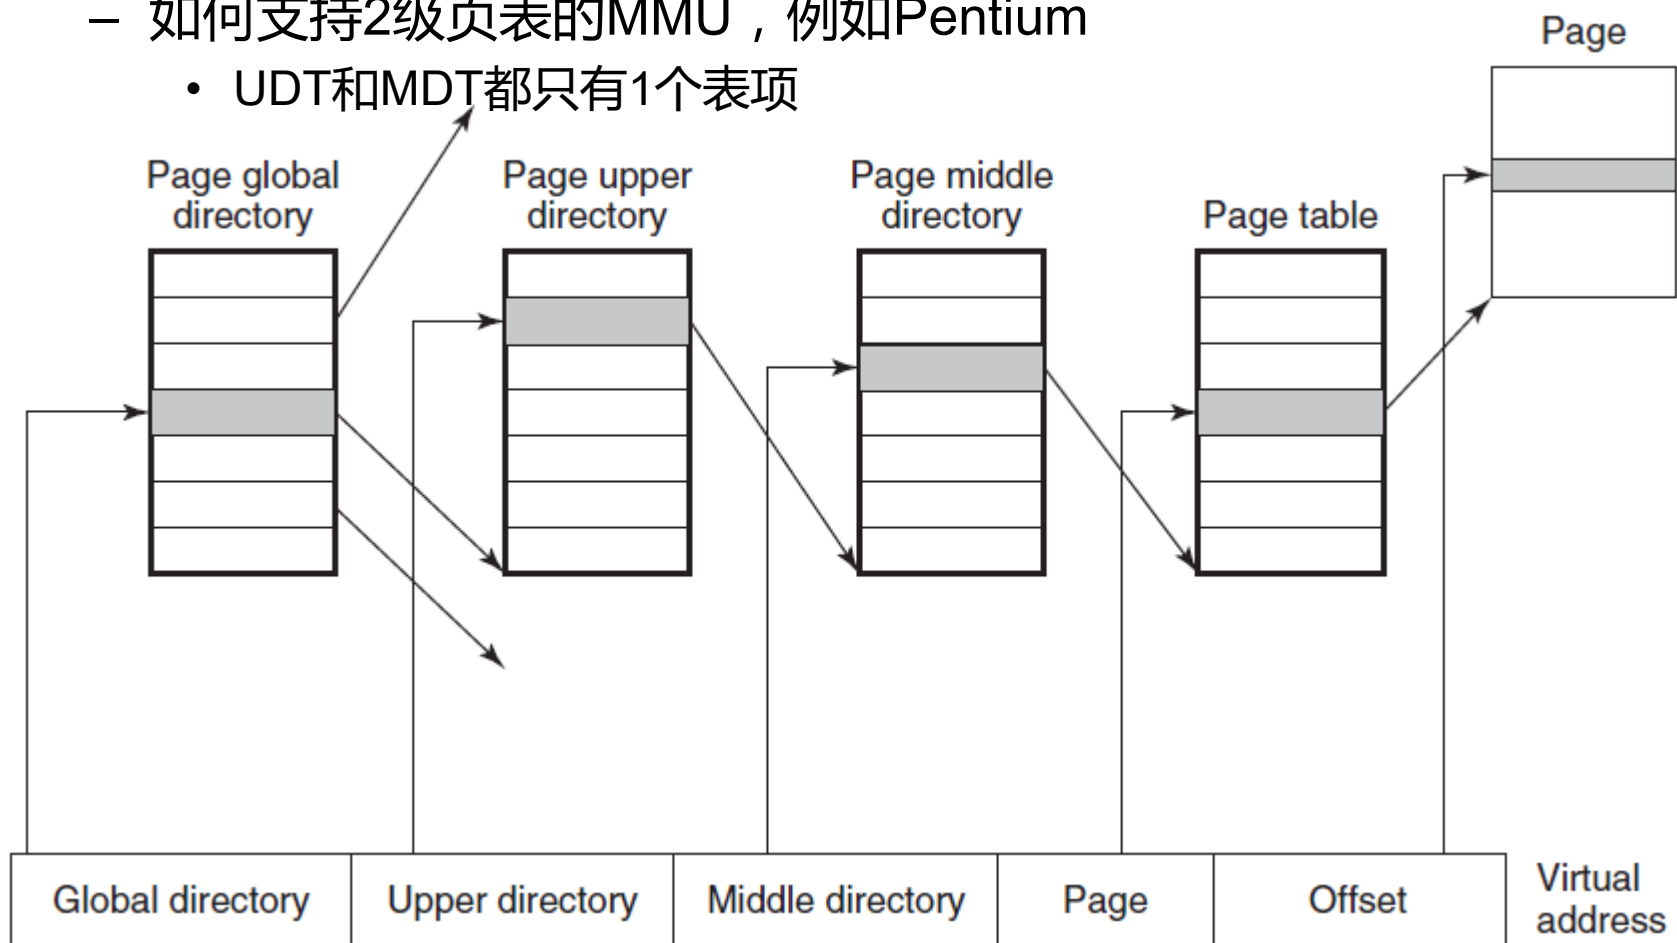 – 如何支持2级页表的MMU，例如Pentium
• UDT和MDT都只有1个表项
Page
Page global
directory
Page upper
directory
Page middle
directory
Page table
Global directory
Upper directory
Middle directory
Page
Offset
Virtual
address